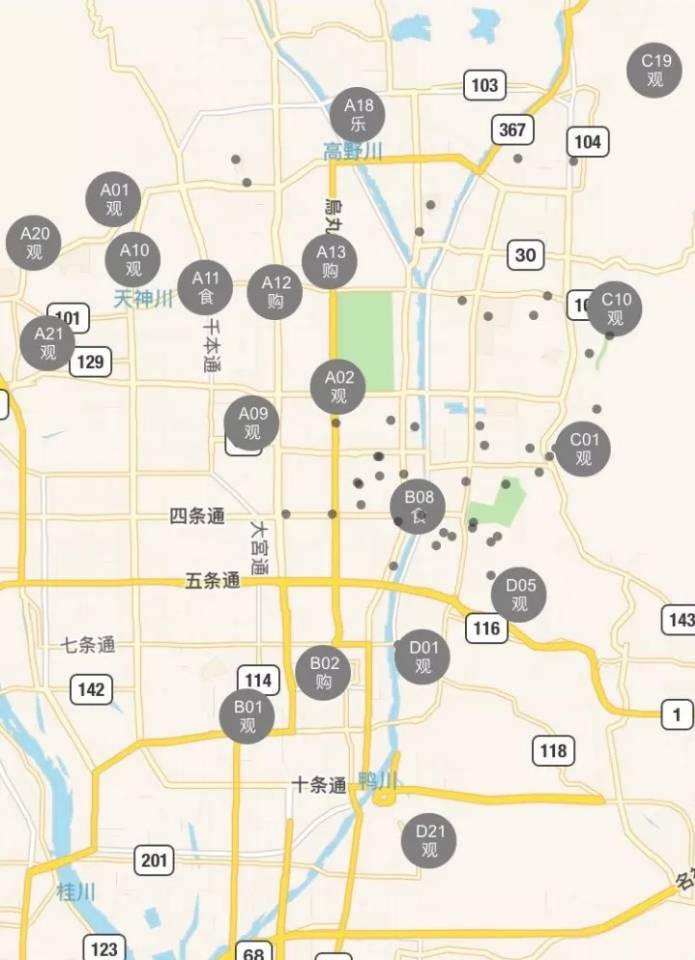 C19
观
103
A18
乐
367
104
高野川
A01
观
烏丸
A20
观
A10
观
A13
购
30
A11
食
A12
购
天神川
C10
观
101
A21
观
千本通
129
A02
观
A09
观
C01
观
B08
食
四条通
大宮通
五条通
D05
观
143
116
七条通
D01
观
B02
购
142
114
B01
观
1
118
十条通
鸭川
D21
观
201
桂川
名
123
68